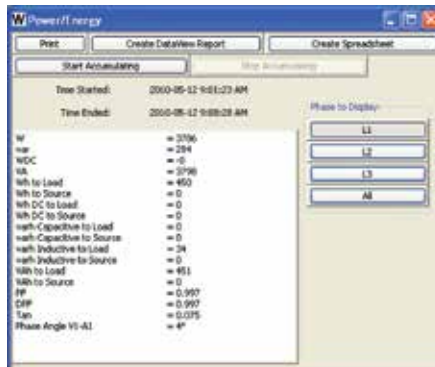 Power/Energy
Print
Create DataView Report
Create Spreadsheet
Start Accumulating
Stop Accumulating
Time Started: 2010-05-12 9:01:23 AM
Time Ended: 2010-05-12 9:08:28 AM
Phase to Display
L1
L2
L3
All
W = 3786
var = 284
WDC = -0
VA = 3798
Wh to Load = 450
Wh to Source = 0
Wh DC to Load = 0
Wh DC to Source = 0
varh Capacitive to Load = 0
varh Capacitive to Source = 0
varh Inductive to Load = 34
varh Inductive to Source = 0
VAh to Load = 451
VAh to Source = 0
PF = 0.997
DPF = 0.997
Tan = 0.075
Phase Angle V1-A1 = 4°